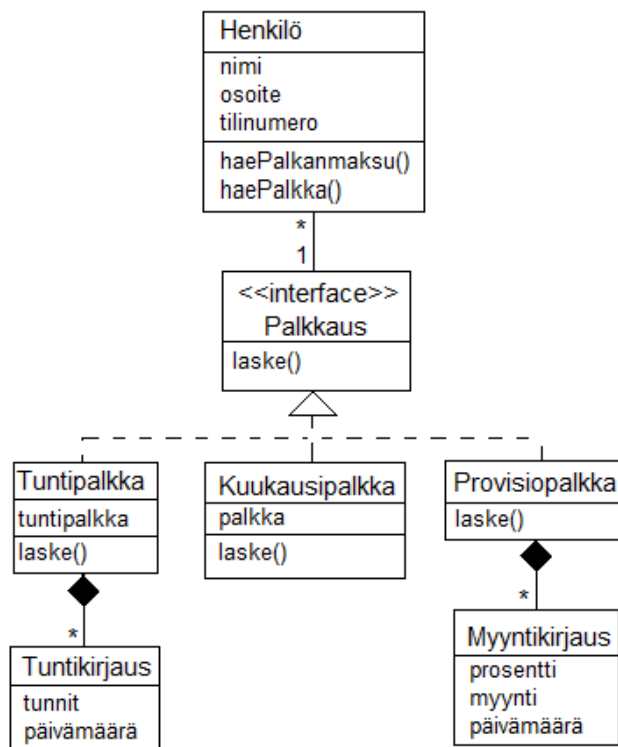 Henkilö
nimi
osoite
tilinumero
haePalkanmaksu()
haePalkka()
*
1
<<interface>>
Palkkaus
laske()
Tuntipalkka
tuntipalkka
laske()
Kuukausipalkka
palkka
laske()
Provisiopalkka
laske()
*
Tuntikirjaus
tunnit
päivämäärä
*
Myyntikirjaus
prosentti
myynti
päivämäärä